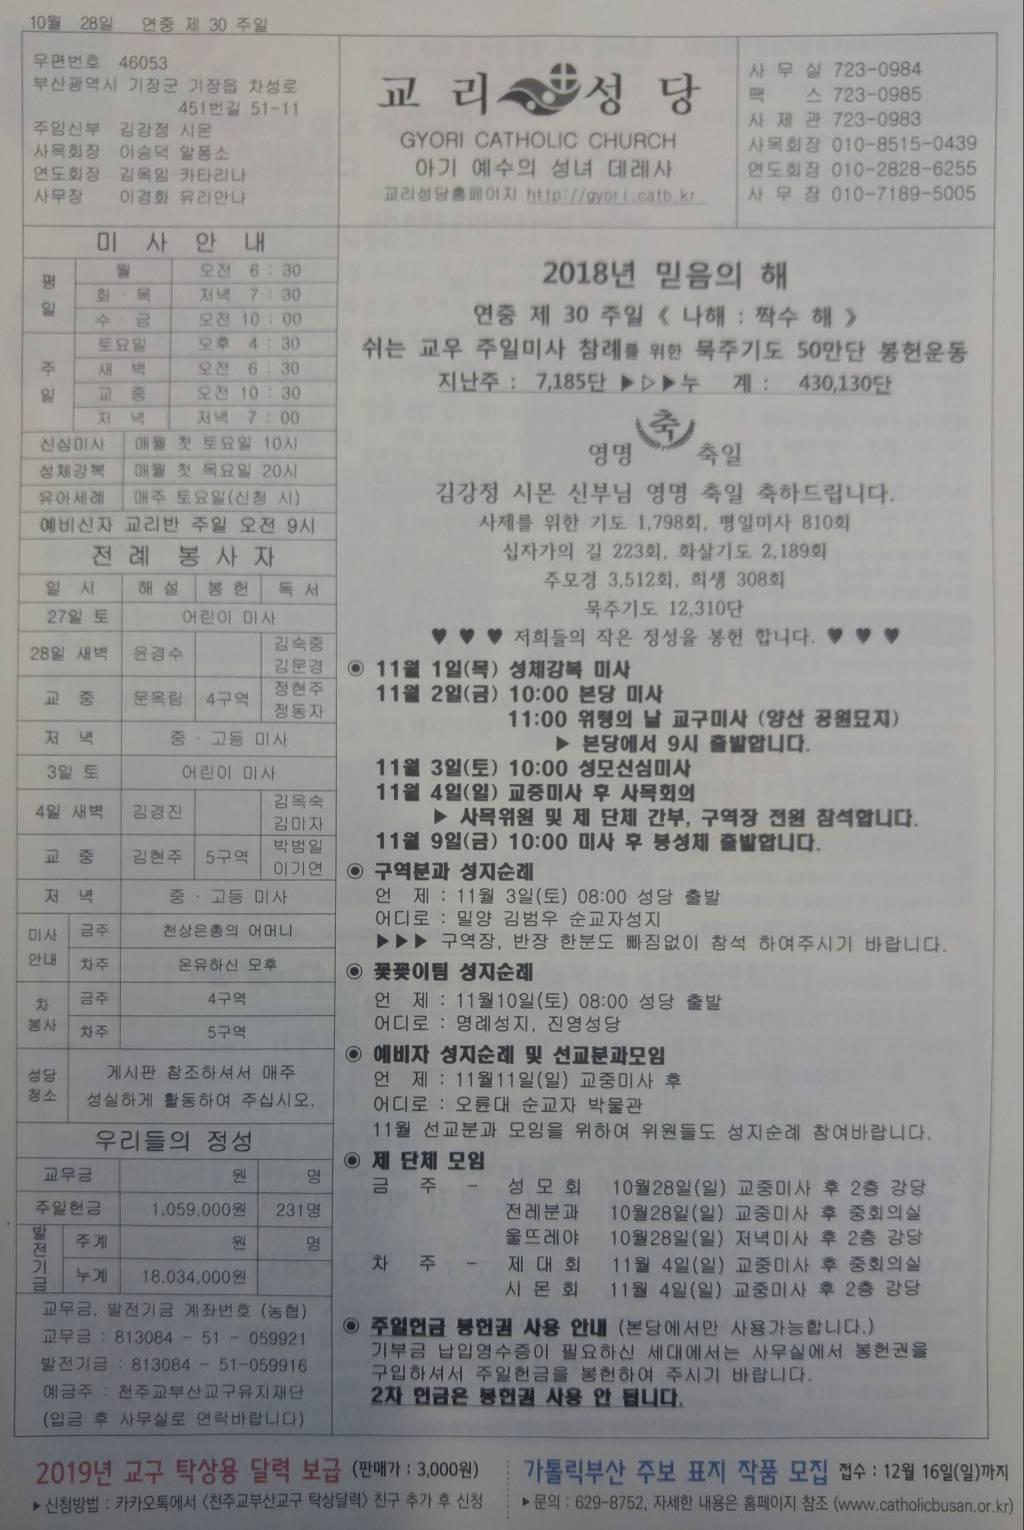 10월 28일 연중 제 30 주일
우편번호 46053
부산광역시 기장군 기장읍 차성로
451번길 51-11
주임신부 김강정 시몬
사목회장 이승덕 알퐁소
연도회장 김옥임 카타리나
사무장 이경화 유리안나
교리 성당
GYORI CATHOLIC CHURCH
아기 예수의 성녀 데레사
교리성당홈페이지 http://gyori.catb.kr
사 무 실 723-0984
팩 스 723-0985
사 제 관 723-0983
사목회장 010-8515-0439
연도회장 010-2828-6255
사 무 장 010-7189-5005
미 사 안 내
평일 월 오전 6 : 30
화 · 목 저녁 7 : 30
수 · 금 오전 10 : 00
주일 토요일 오후 4 : 30
새 벽 오전 6 : 30
교 중 오전 10 : 30
저 녁 저녁 7 : 00
신심미사 매월 첫 토요일 10시
성체강복 매월 첫 목요일 20시
유아세례 매주 토요일(신청 시)
예비신자 교리반 주일 오전 9시
전 례 봉 사 자
일 시 해 설 봉 헌 독 서
27일 토 어린이 미사
28일 새벽 윤경수 김숙중 김문경
교 중 문옥림 4구역 정현주 정동자
저 녁 중 · 고등 미사
3일 토 어린이 미사
4일 새벽 김경진 김옥숙 김미자
교 중 김현주 5구역 박범일 이기연
저 녁 중 · 고등 미사
미사안내 금주 천상은총의 어머니
차주 온유하신 모후
차봉사 금주 4구역
차주 5구역
성당청소 게시판 참조하셔서 매주
성실하게 활동하여 주십시오.
우리들의 정성
교무금 원 명
주일헌금 1,059,000원 231명
발전기금 주계 원 명
누계 18,034,000원
교무금, 발전기금 계좌번호 (농협)
교무금 : 813084 - 51 - 059921
발전기금 : 813084 - 51-059916
예금주 : 천주교부산교구유지재단
(입금 후 사무실로 연락바랍니다)
2018년 믿음의 해
연중 제 30 주일 《 나해 : 짝수 해 》
쉬는 교우 주일미사 참례를 위한 묵주기도 50만단 봉헌운동
지난주 : 7,185단 ▶▷▶누 계 : 430,130단
영명 축 축일
김강정 시몬 신부님 영명 축일 축하드립니다.
사제를 위한 기도 1,798회, 평일미사 810회
십자가의 길 223회, 화살기도 2,189회
주모경 3,512회, 희생 308회
묵주기도 12,310단
♥ ♥ ♥ 저희들의 작은 정성을 봉헌 합니다. ♥ ♥ ♥
◉ 11월 1일(목) 성체강복 미사
11월 2일(금) 10:00 본당 미사
11:00 위령의 날 교구미사 (양산 공원묘지)
▶ 본당에서 9시 출발합니다.
11월 3일(토) 10:00 성모신심미사
11월 4일(일) 교중미사 후 사목회의
▶ 사목위원 및 제 단체 간부, 구역장 전원 참석합니다.
11월 9일(금) 10:00 미사 후 봉성체 출발합니다.
◉ 구역분과 성지순례
언 제 : 11월 3일(토) 08:00 성당 출발
어디로 : 밀양 김범우 순교자성지
▶▶▶ 구역장, 반장 한분도 빠짐없이 참석 하여주시기 바랍니다.
◉ 꽃꽂이팀 성지순례
언 제 : 11월10일(토) 08:00 성당 출발
어디로 : 명례성지, 진영성당
◉ 예비자 성지순례 및 선교분과모임
언 제 : 11월11일(일) 교중미사 후
어디로 : 오륜대 순교자 박물관
11월 선교분과 모임을 위하여 위원들도 성지순례 참여바랍니다.
◉ 제 단체 모임
금 주 - 성 모 회 10월28일(일) 교중미사 후 2층 강당
전레분과 10월28일(일) 교중미사 후 중회의실
울뜨레야 10월28일(일) 저녁미사 후 2층 강당
차 주 - 제 대 회 11월 4일(일) 교중미사 후 중회의실
시 몬 회 11월 4일(일) 교중미사 후 2층 강당
◉ 주일헌금 봉헌권 사용 안내 (본당에서만 사용가능합니다.)
기부금 납입영수증이 필요하신 세대에서는 사무실에서 봉헌권을
구입하셔서 주일헌금을 봉헌하여 주시기 바랍니다.
2차 헌금은 봉헌권 사용 안 됩니다.
2019년 교구 탁상용 달력 보급 (판매가 : 3,000원)
▶신청방법 : 카카오톡에서 〈천주교부산교구 탁상달력〉 친구 추가 후 신청
가톨릭부산 주보 표지 작품 모집 접수 : 12월 16일(일)까지
▶문의 : 629-8752, 자세한 내용은 홈페이지 참조 (www.catholicbusan.or.kr)